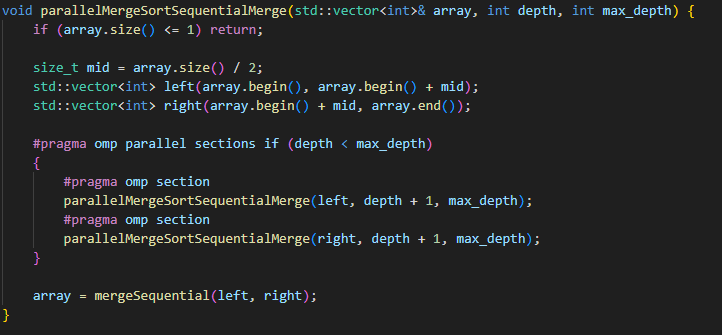 void parallelMergeSortSequentialMerge(std::vector<int>& array, int depth, int max_depth) {
    if (array.size() <= 1) return;

    size_t mid = array.size() / 2;
    std::vector<int> left(array.begin(), array.begin() + mid);
    std::vector<int> right(array.begin() + mid, array.end());

    #pragma omp parallel sections if (depth < max_depth)
    {
        #pragma omp section
        parallelMergeSortSequentialMerge(left, depth + 1, max_depth);
        #pragma omp section
        parallelMergeSortSequentialMerge(right, depth + 1, max_depth);
    }

    array = mergeSequential(left, right);
}